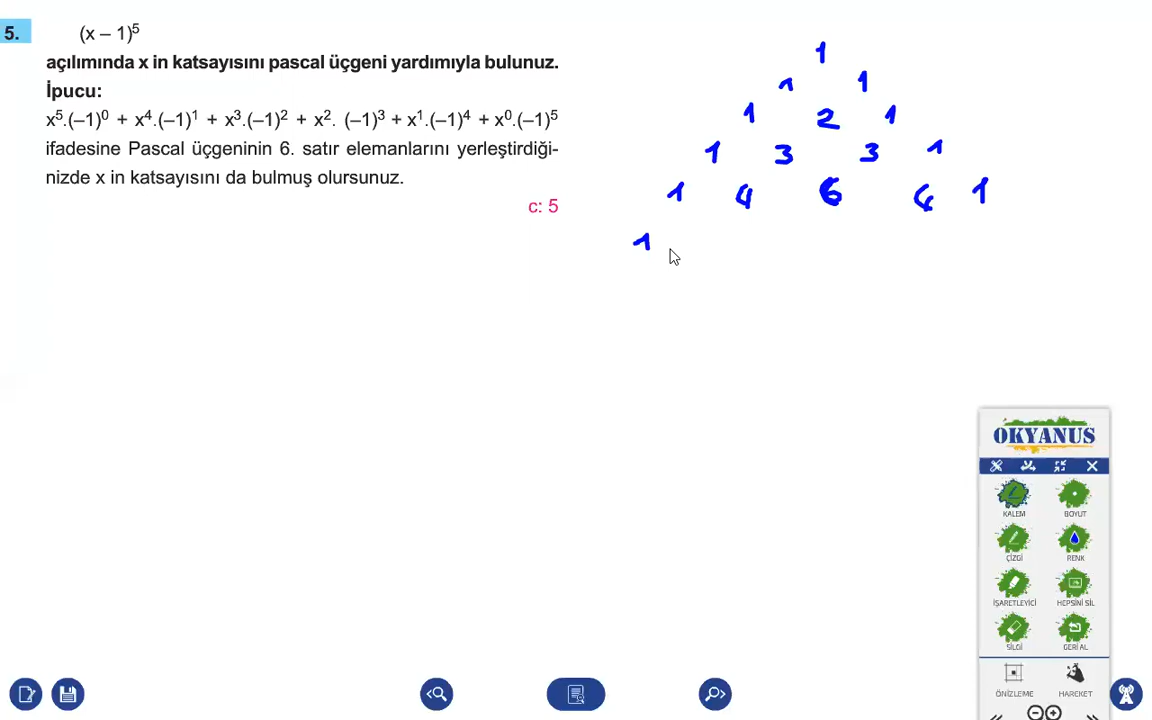 5. (x – 1)⁵
açılımında x in katsayısını pascal üçgeni yardımıyla bulunuz.
İpucu:
x⁵.(–1)⁰ + x⁴.(–1)¹ + x³.(–1)² + x². (–1)³ + x¹.(–1)⁴ + x⁰.(–1)⁵
ifadesine Pascal üçgeninin 6. satır elemanlarını yerleştirdiği-
nizde x in katsayısını da bulmuş olursunuz.
c: 5
1
1 1
1 2 1
1 3 3 1
1 4 6 4 1
1
OKYANUS
KALEM BOYUT
ÇİZGİ RENK
İŞARETLEYİCİ HEPSİNİ SİL
SİLGİ GERİ AL
ÖNİZLEME HAREKET